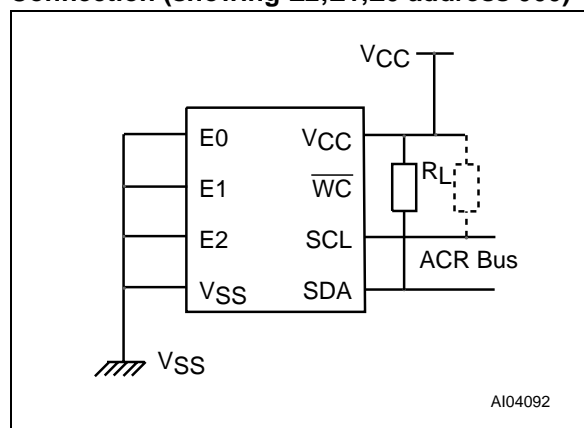 Connection (showing E2,E1,E0 address 000)
VCC
E0 VCC
E1 WC
E2 SCL
VSS SDA
RL
ACR Bus
VSS
AI04092